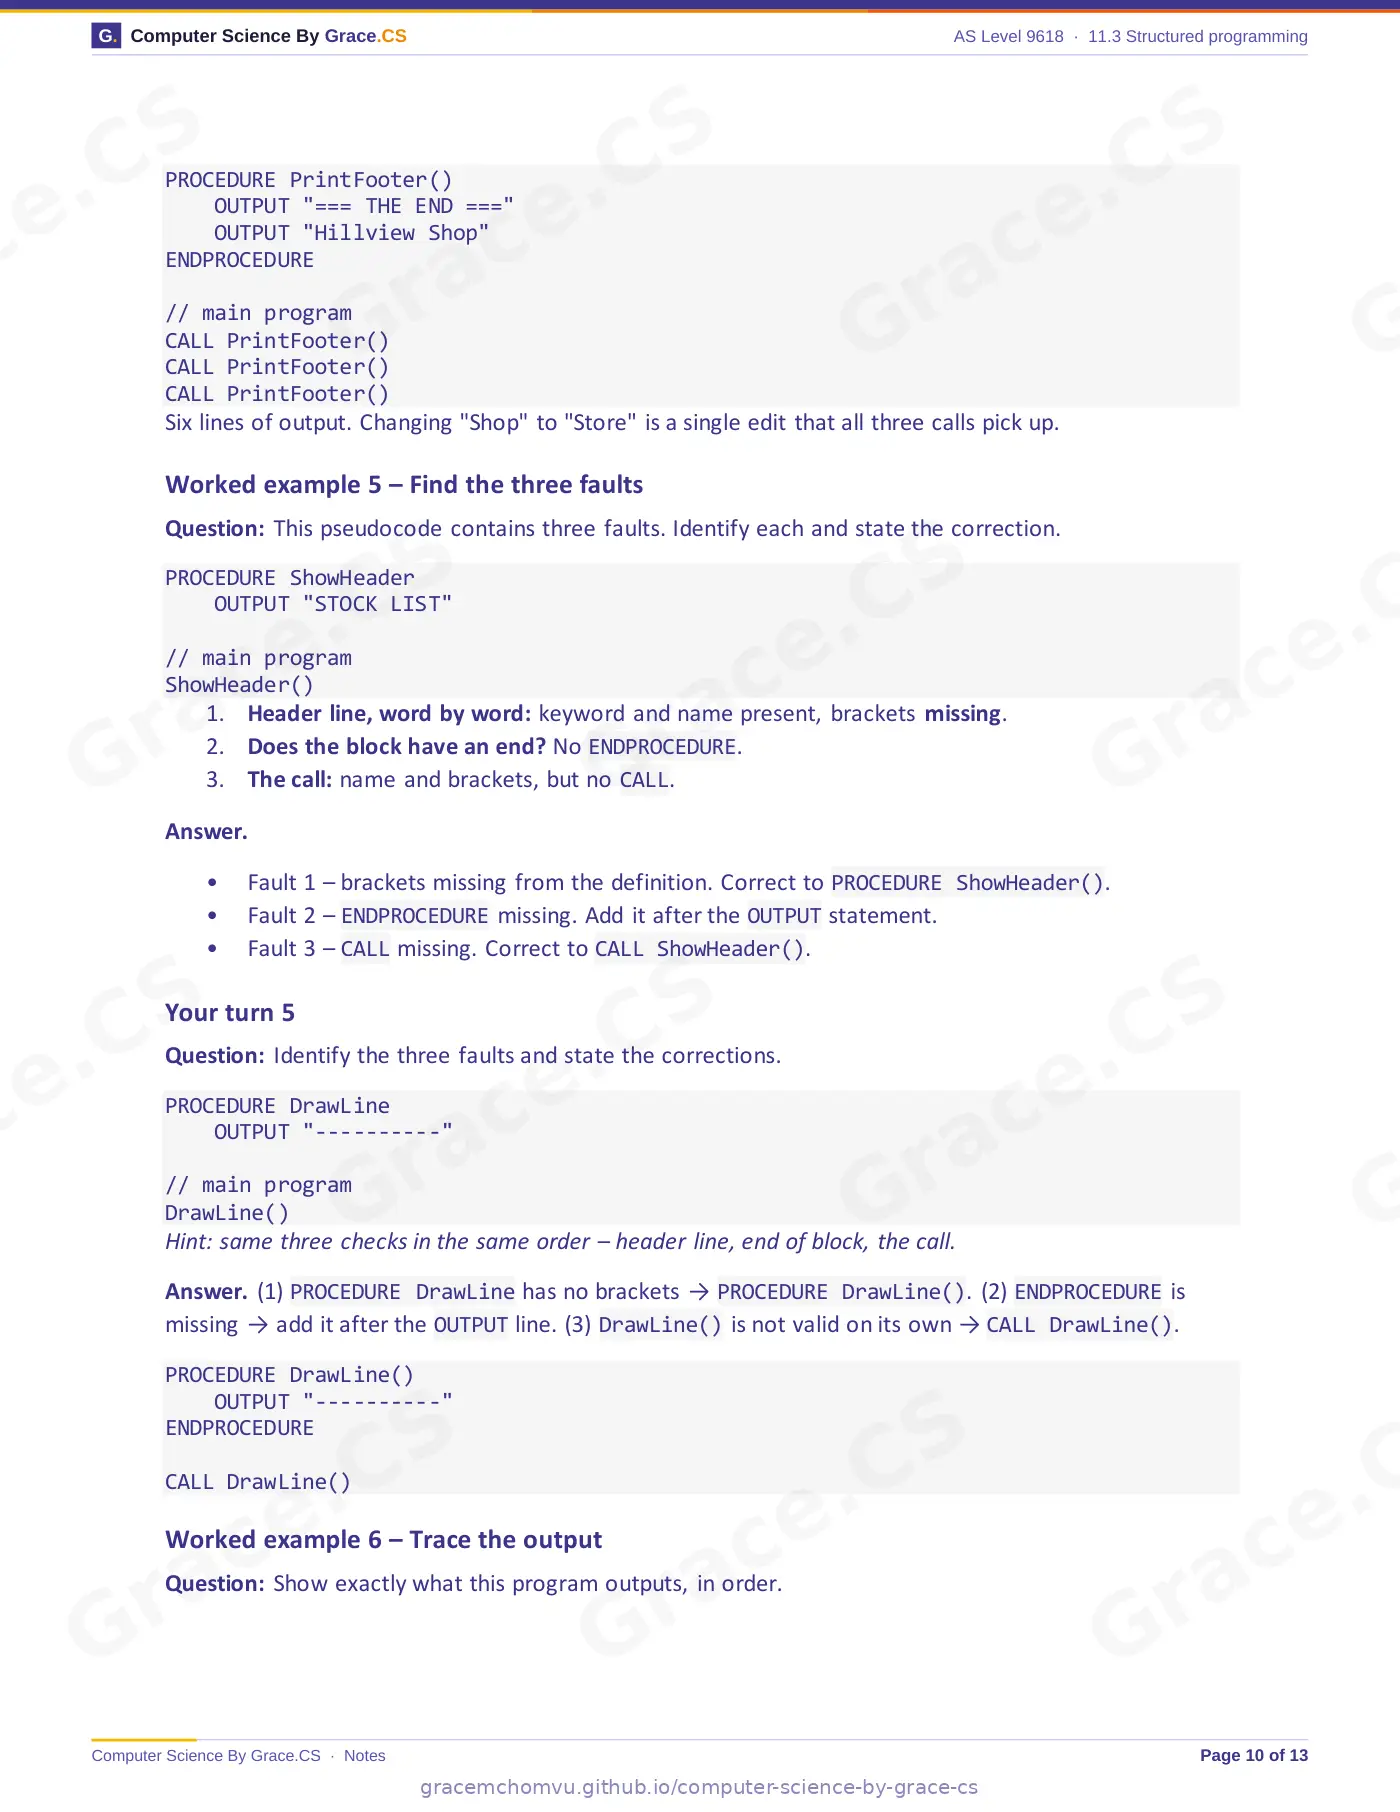 G. Computer Science By Grace.CS
AS Level 9618 · 11.3 Structured programming
PROCEDURE PrintFooter()
    OUTPUT "=== THE END ==="
    OUTPUT "Hillview Shop"
ENDPROCEDURE
// main program
CALL PrintFooter()
CALL PrintFooter()
CALL PrintFooter()
Six lines of output. Changing "Shop" to "Store" is a single edit that all three calls pick up.
Worked example 5 – Find the three faults
Question: This pseudocode contains three faults. Identify each and state the correction.
PROCEDURE ShowHeader
    OUTPUT "STOCK LIST"
// main program
ShowHeader()
1. Header line, word by word: keyword and name present, brackets missing.
2. Does the block have an end? No ENDPROCEDURE.
3. The call: name and brackets, but no CALL.
Answer.
• Fault 1 – brackets missing from the definition. Correct to PROCEDURE ShowHeader().
• Fault 2 – ENDPROCEDURE missing. Add it after the OUTPUT statement.
• Fault 3 – CALL missing. Correct to CALL ShowHeader().
Your turn 5
Question: Identify the three faults and state the corrections.
PROCEDURE DrawLine
    OUTPUT "----------"
// main program
DrawLine()
Hint: same three checks in the same order – header line, end of block, the call.
Answer. (1) PROCEDURE DrawLine has no brackets → PROCEDURE DrawLine(). (2) ENDPROCEDURE is
missing → add it after the OUTPUT line. (3) DrawLine() is not valid on its own → CALL DrawLine().
PROCEDURE DrawLine()
    OUTPUT "----------"
ENDPROCEDURE
CALL DrawLine()
Worked example 6 – Trace the output
Question: Show exactly what this program outputs, in order.
Computer Science By Grace.CS · Notes
Page 10 of 13
gracemchomvu.github.io/computer-science-by-grace-cs